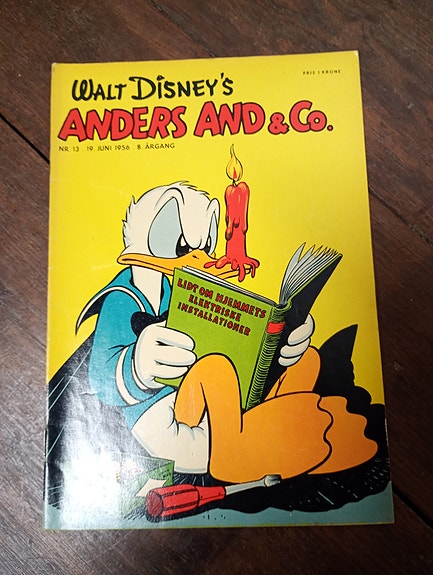 PRIS 1 KRONE
WALT DISNEY'S
ANDERS AND & Co.
NR. 13 . 19. JUNI 1956 . 8. ÅRGANG
LIDT OM HJEMMETS
ELEKTRISKE
INSTALLATIONER